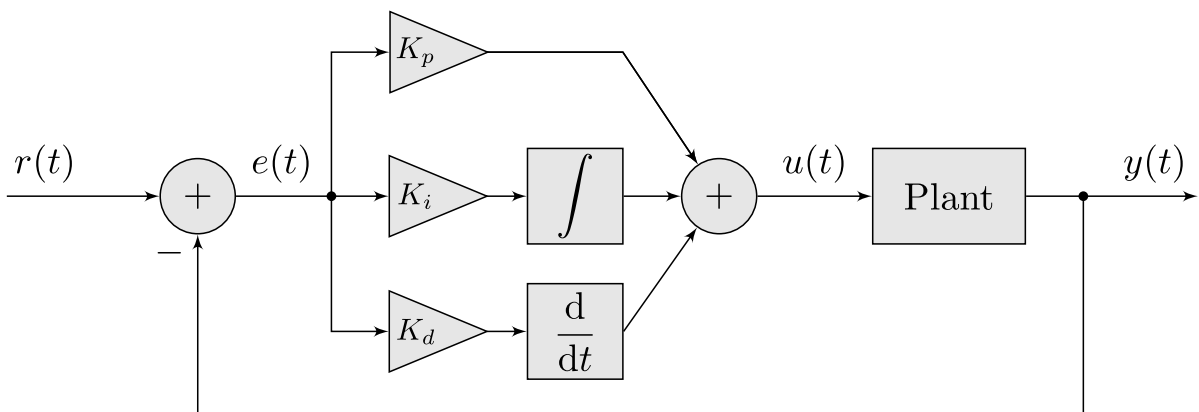 K_p
r(t)
+
e(t)
K_i
∫
+
u(t)
Plant
y(t)
−
K_d
d
dt